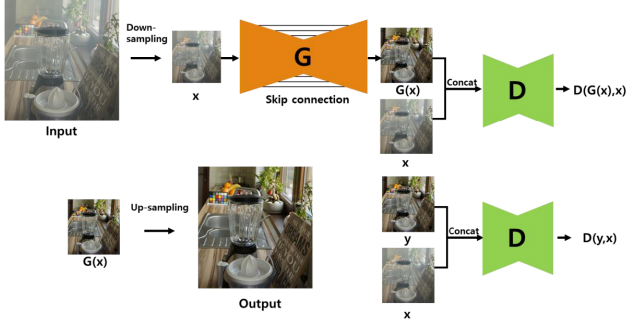 Down-
sampling
G
x
Skip connection
G(x)
Concat
D
D(G(x),x)
x
Input
Up-sampling
G(x)
Output
y
Concat
D
D(y,x)
x